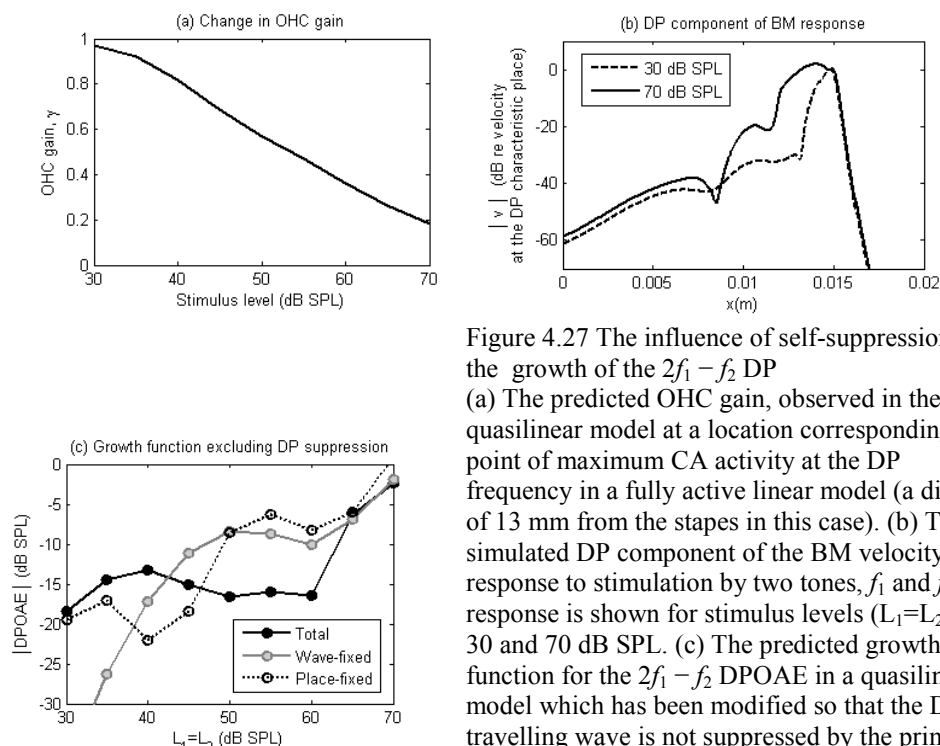 (a) Change in OHC gain
1
0.8
0.6
0.4
0.2
0
OHC gain, γ
30 40 50 60 70
Stimulus level (dB SPL)
(b) DP component of BM response
0
-20
-40
-60
| v | (dB re velocity
at the DP characteristic place)
30 dB SPL
70 dB SPL
0 0.005 0.01 0.015 0.02
x(m)
Figure 4.27 The influence of self-suppression
the growth of the 2f₁ − f₂ DP
(a) The predicted OHC gain, observed in the
quasilinear model at a location
point of maximum CA activity at the DP
frequency in a fully active linear model (a
of 13 mm from the stapes in this case). (b)
simulated DP component of the BM velocity
response to stimulation by two tones, f₁ and
response is shown for stimulus levels (L₁=L₂
30 and 70 dB SPL. (c) The predicted growth
function for the 2f₁ − f₂ DPOAE in a
model which has been modified so that the
travelling wave is not suppressed by the
(c) Growth function excluding DP suppression
0
-5
-10
-15
-20
-25
-30
|DPOAE| (dB SPL)
Total
Wave-fixed
Place-fixed
30 40 50 60 70
L₁=L₂ (dB SPL)